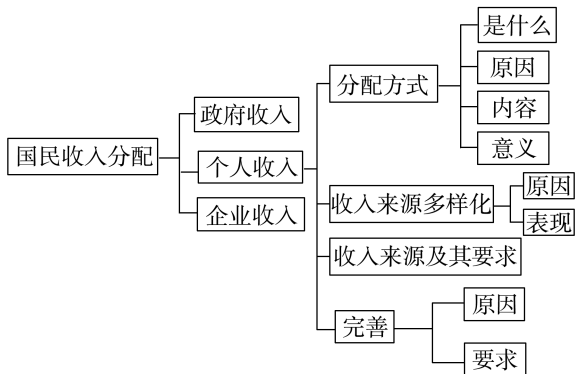 国民收入分配
政府收入
个人收入
企业收入
分配方式
是什么
原因
内容
意义
收入来源多样化
原因
表现
收入来源及其要求
完善
原因
要求